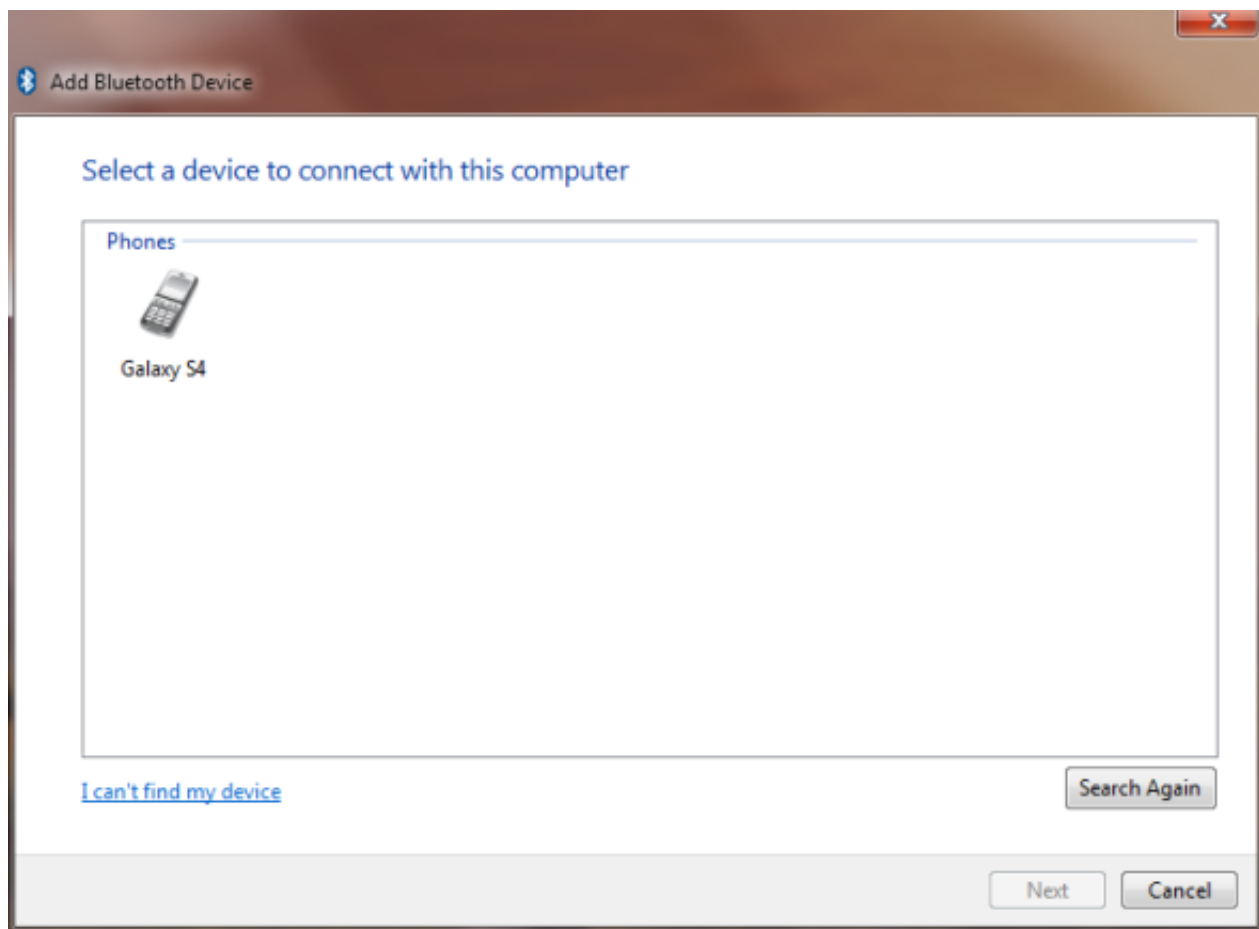 Add Bluetooth Device
Select a device to connect with this computer
Phones
Galaxy S4
I can't find my device
Search Again
Next
Cancel